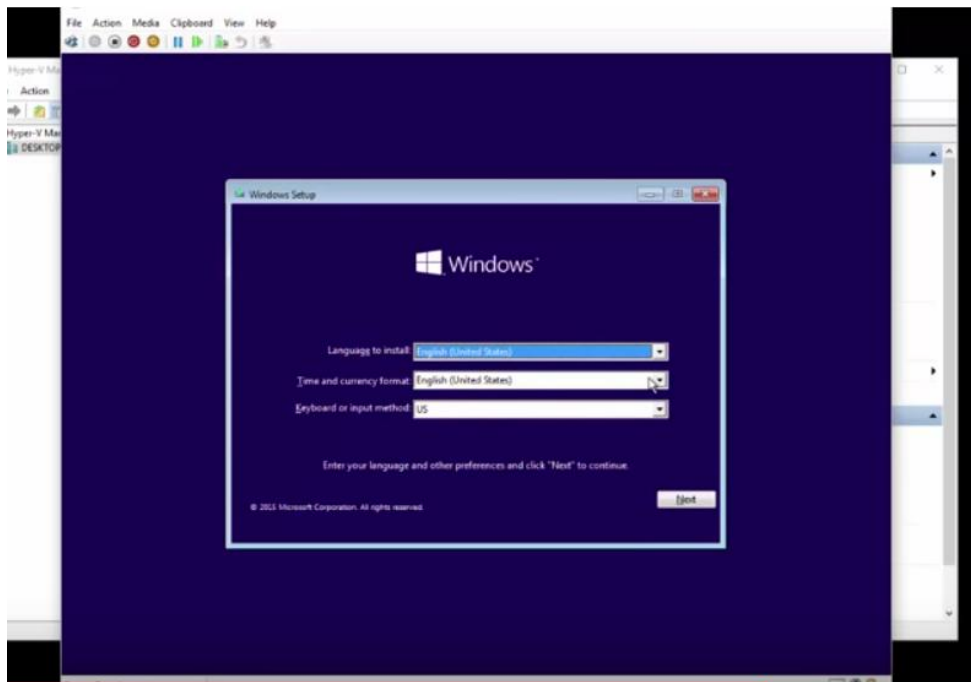 File Action Media Clipboard View Help
Hyper-V Ma
Action
Hyper-V Mar
DESKTOP
Windows Setup
Windows
Language to install: English (United States)
Time and currency format: English (United States)
Keyboard or input method: US
Enter your language and other preferences and click "Next" to continue.
Next
© 2015 Microsoft Corporation. All rights reserved.